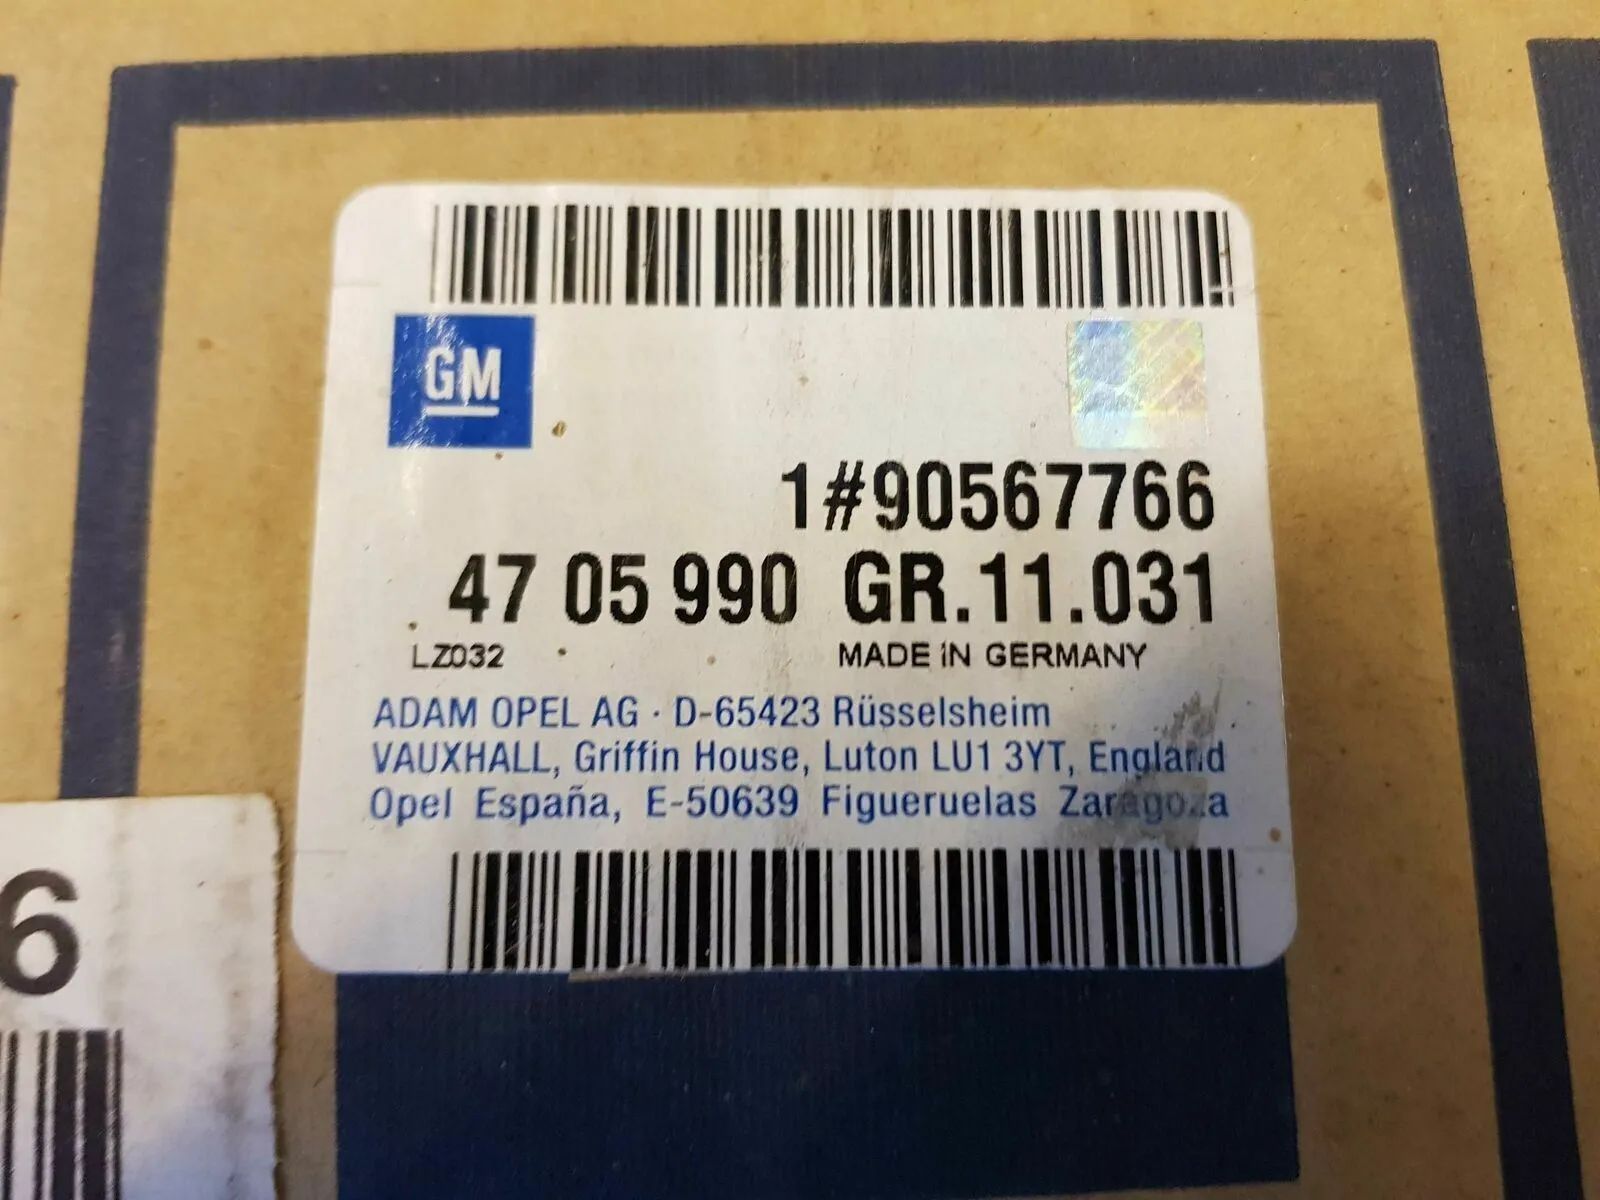 GM
1#90567766
47 05 990 GR.11.031
LZ032 MADE IN GERMANY
ADAM OPEL AG · D-65423 Rüsselsheim
VAUXHALL, Griffin House, Luton LU1 3YT, England
Opel España, E-50639 Figueruelas Zaragoza
6